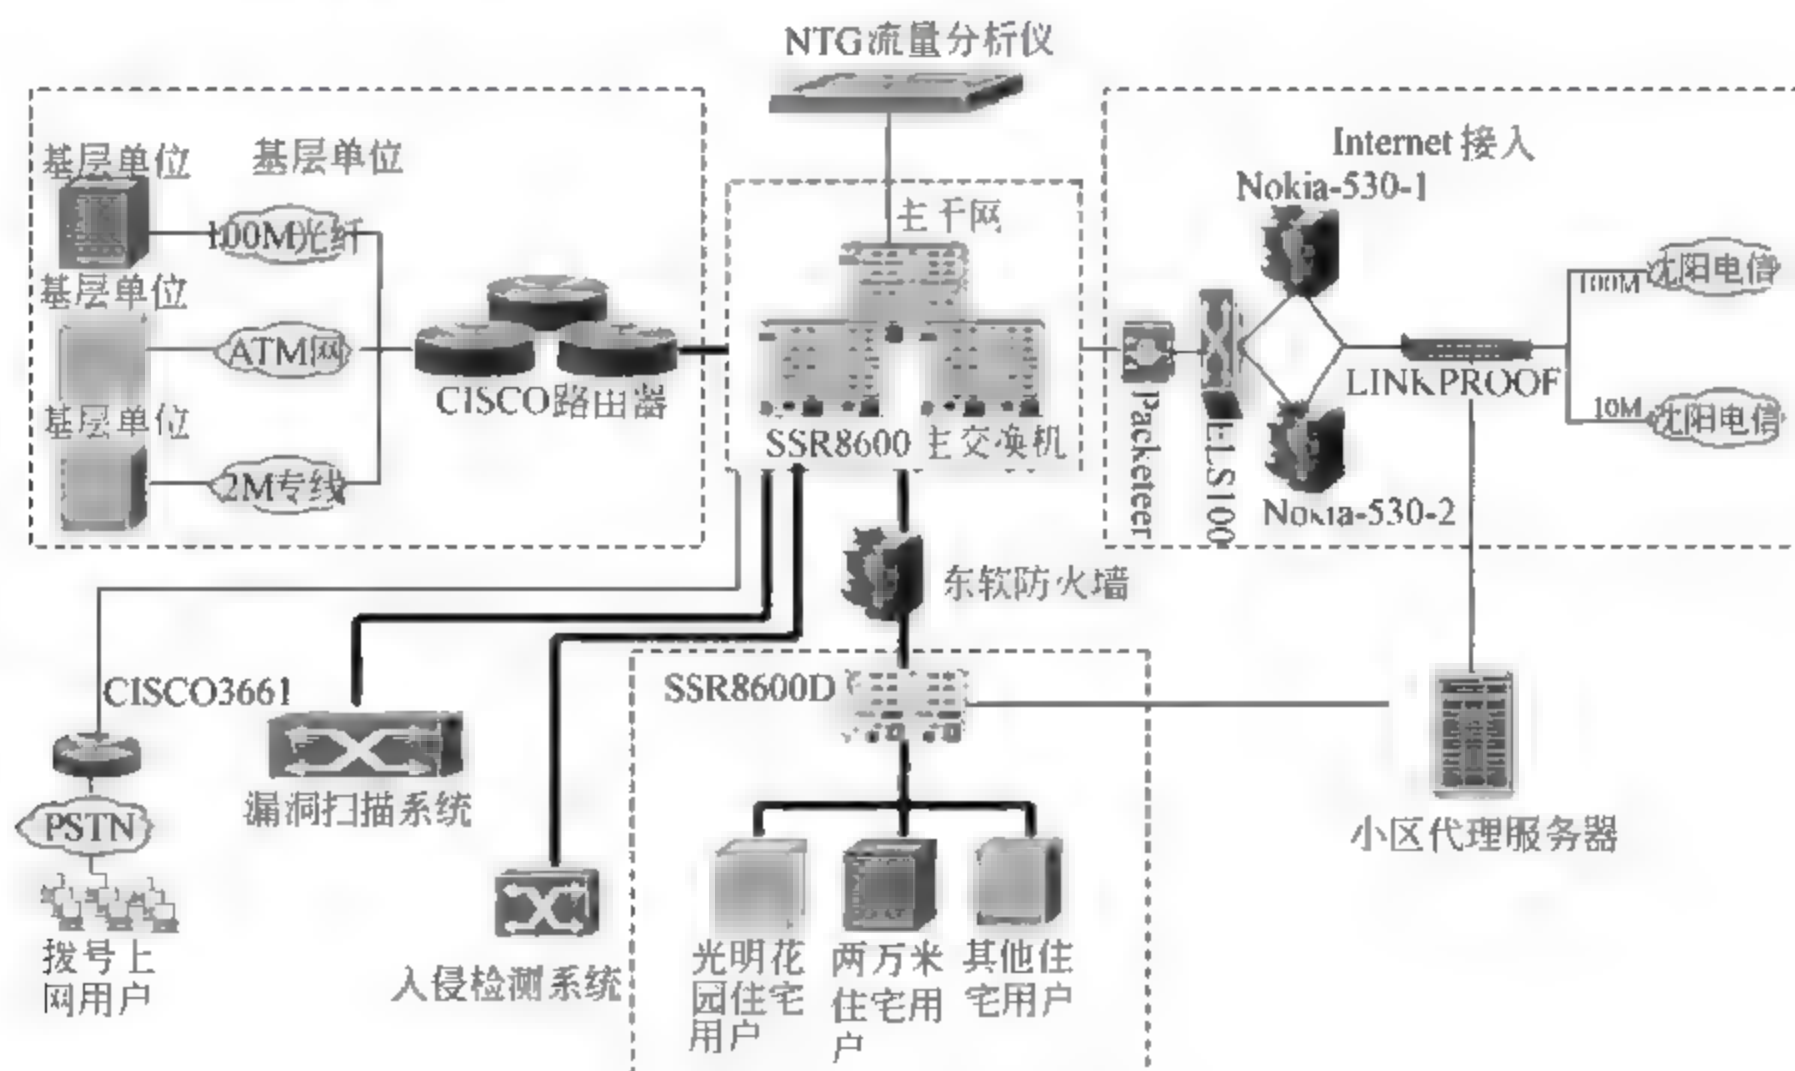 NTG流量分析仪
基层单位
基层单位
100M光纤
基层单位
ATM网
CISCO路由器
基层单位
2M专线
主干网
SSR8600 主交换机
Internet 接入
Nokia-530-1
Packeteer
ELS100
Nokia-530-2
LINKPROOF
100M
沈阳电信
10M
沈阳电信
东软防火墙
CISCO3661
PSTN
拨号上
网用户
漏洞扫描系统
入侵检测系统
SSR8600D
光明花
园住宅
用户
两万米
住宅用
户
其他住
宅用户
小区代理服务器